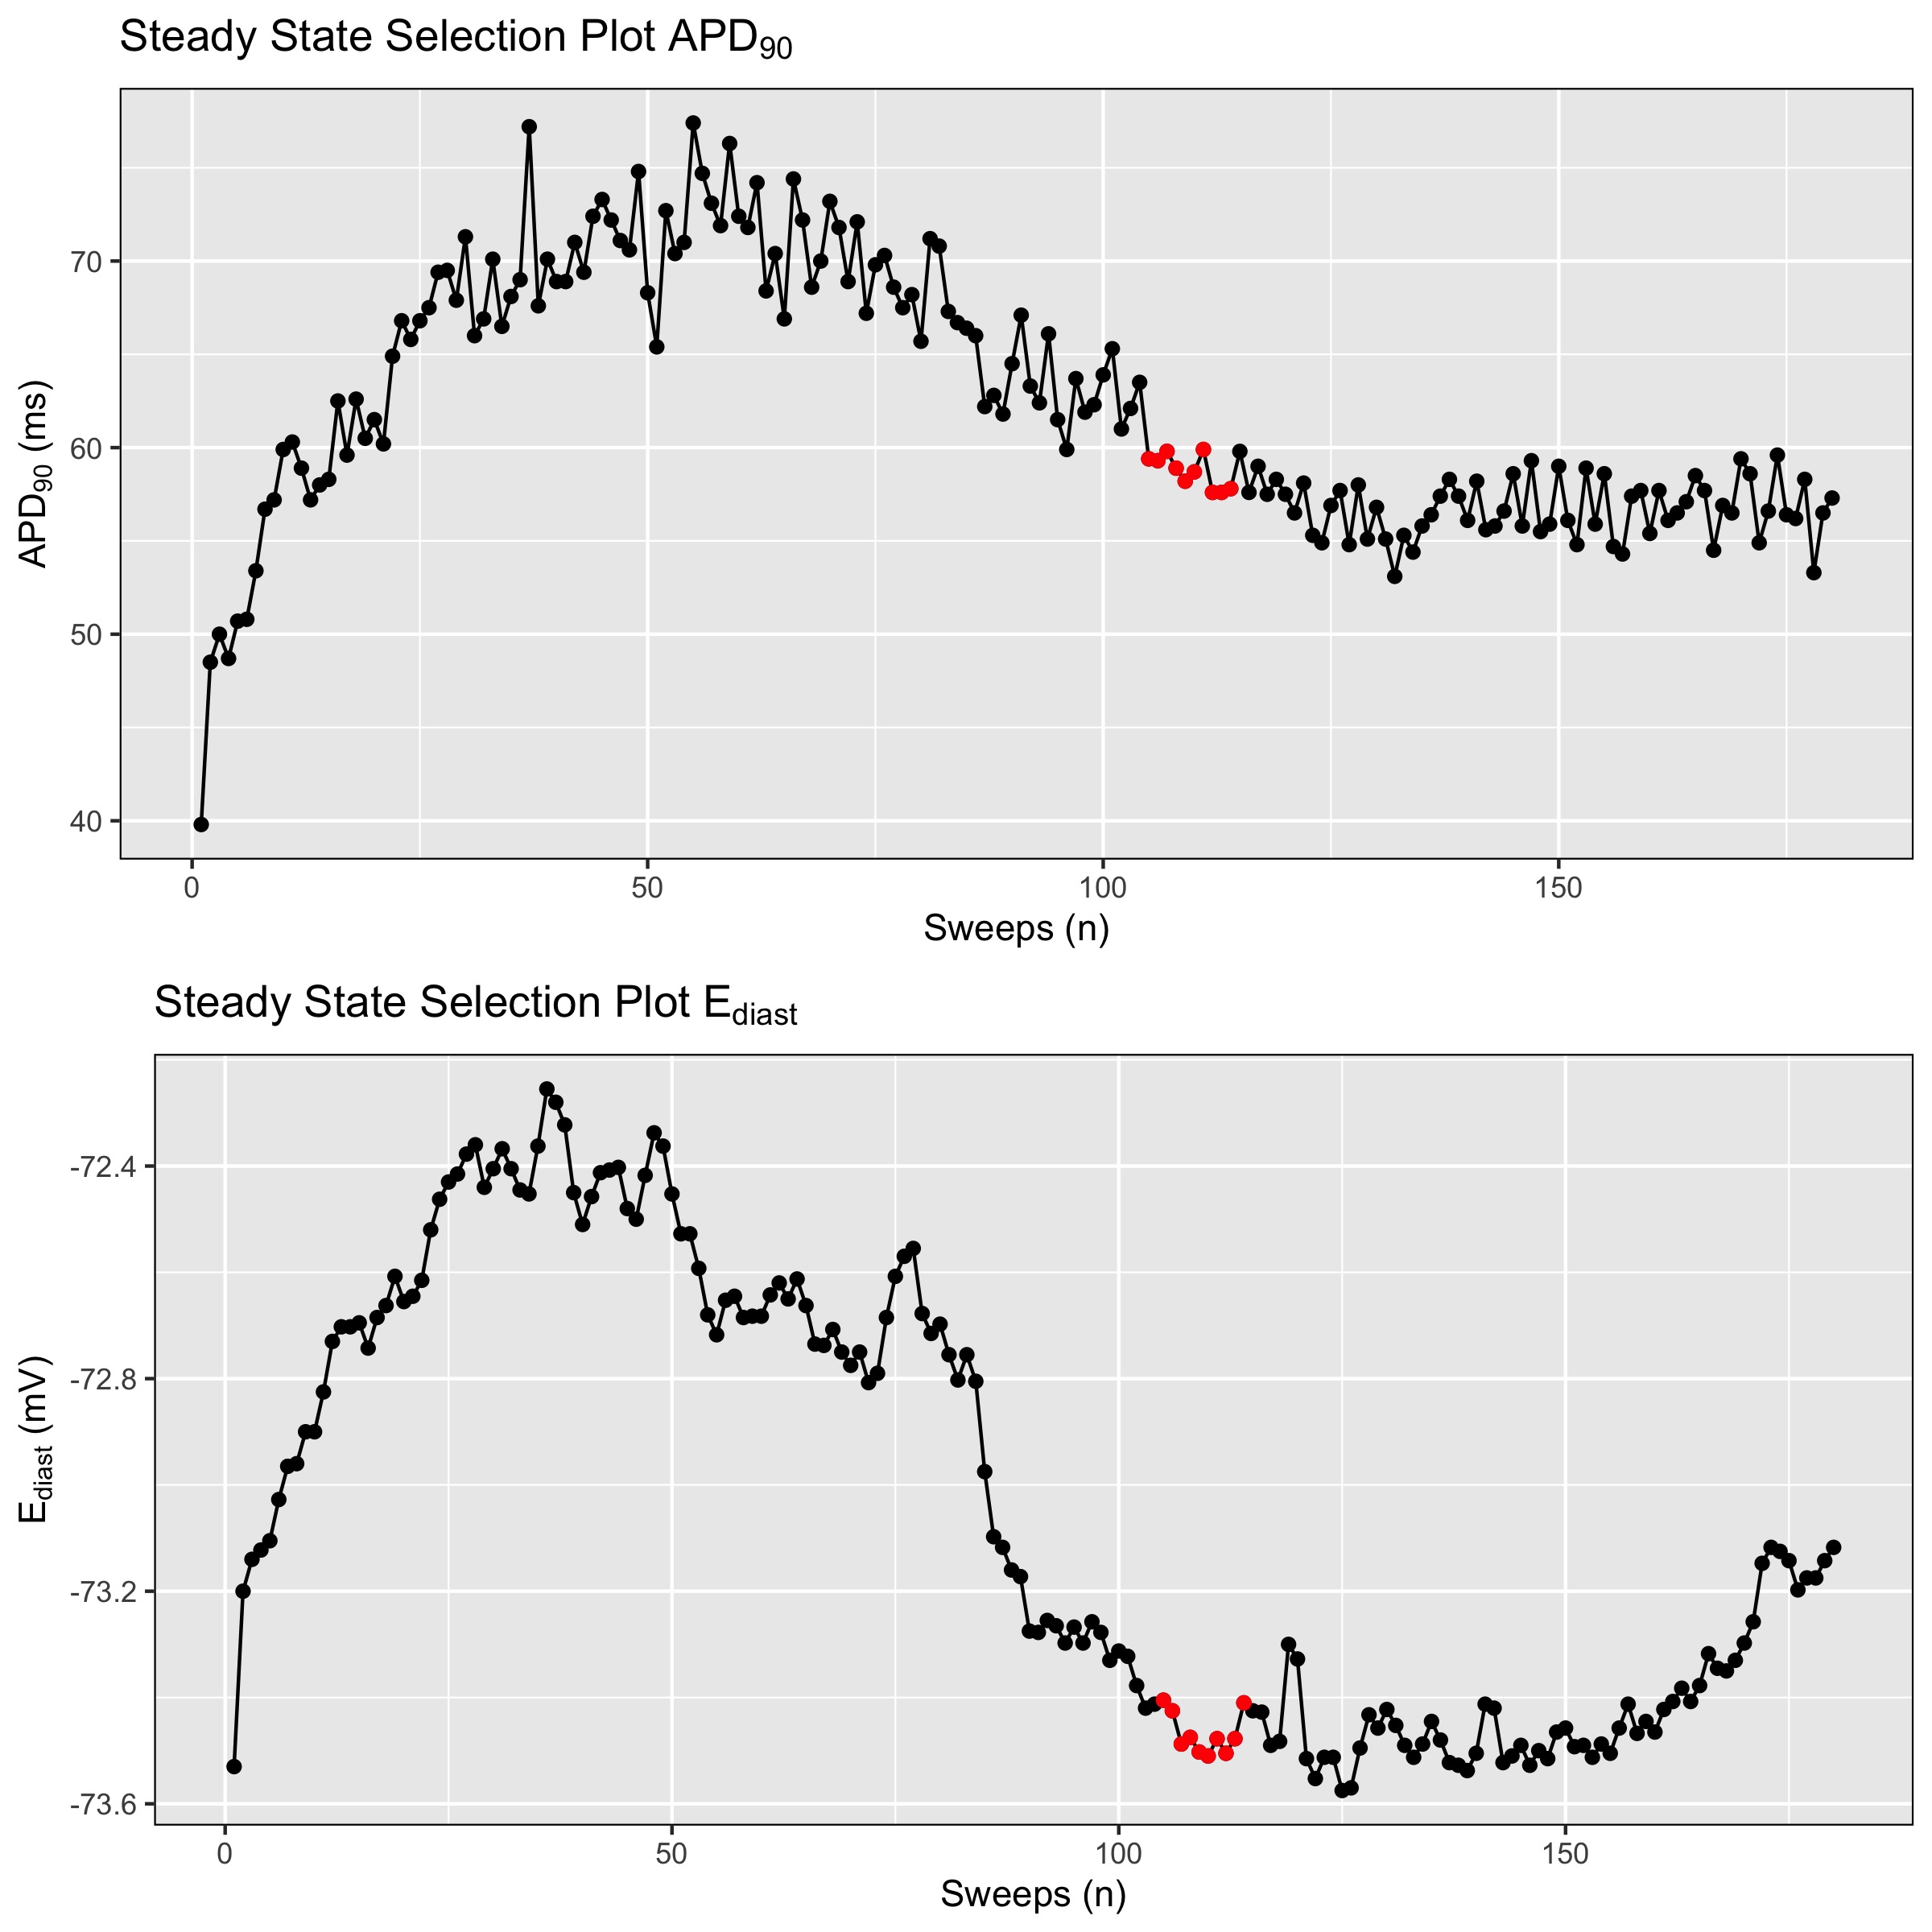 Steady State Selection Plot APD90
APD90 (ms)
70
60
50
40
0 50 100 150
Sweeps (n)
Steady State Selection Plot Ediast
Ediast (mV)
-72.4
-72.8
-73.2
-73.6
0 50 100 150
Sweeps (n)